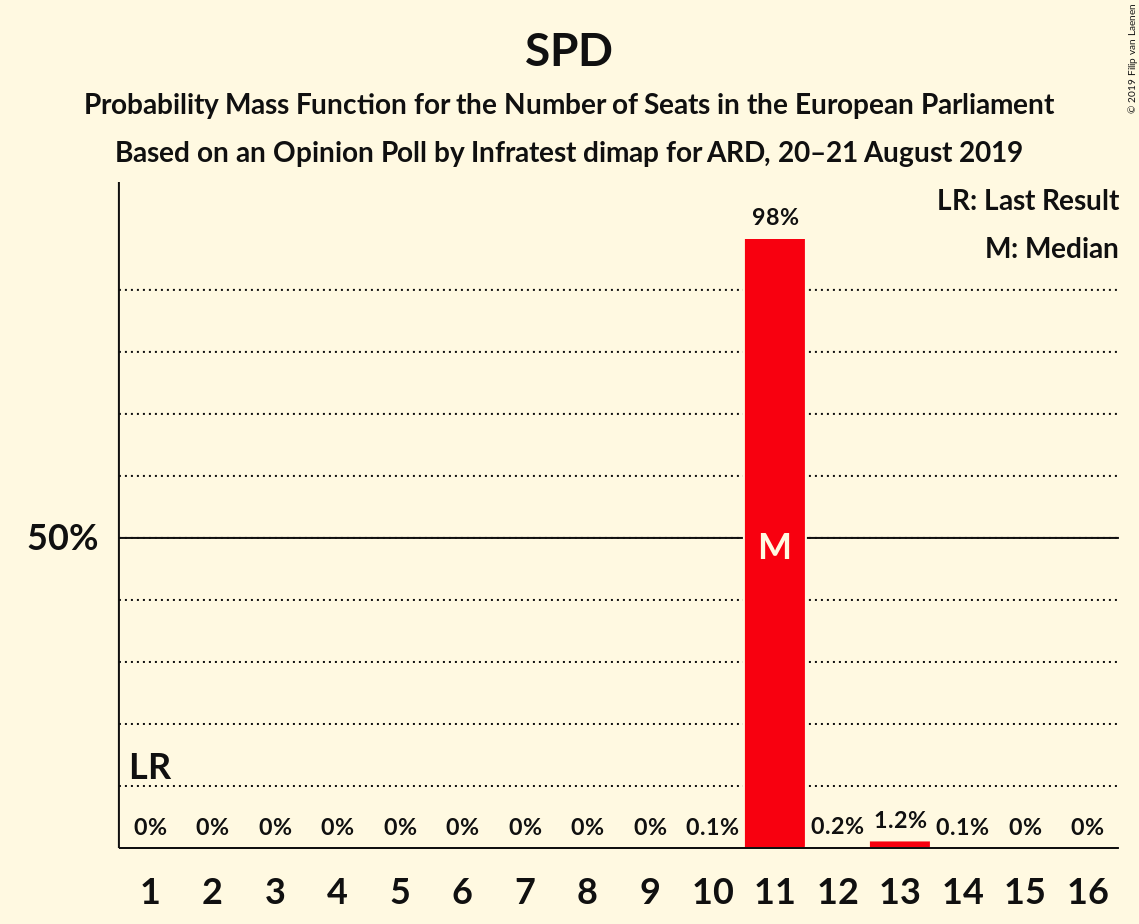 SPD
Probability Mass Function for the Number of Seats in the European Parliament
Based on an Opinion Poll by Infratest dimap for ARD, 20–21 August 2019
© 2019 Filip van Laenen
LR: Last Result
M: Median
98%
50%
M
LR
0% 0% 0% 0% 0% 0% 0% 0% 0% 0.1% 0.2% 1.2% 0.1% 0% 0%
1 2 3 4 5 6 7 8 9 10 11 12 13 14 15 16